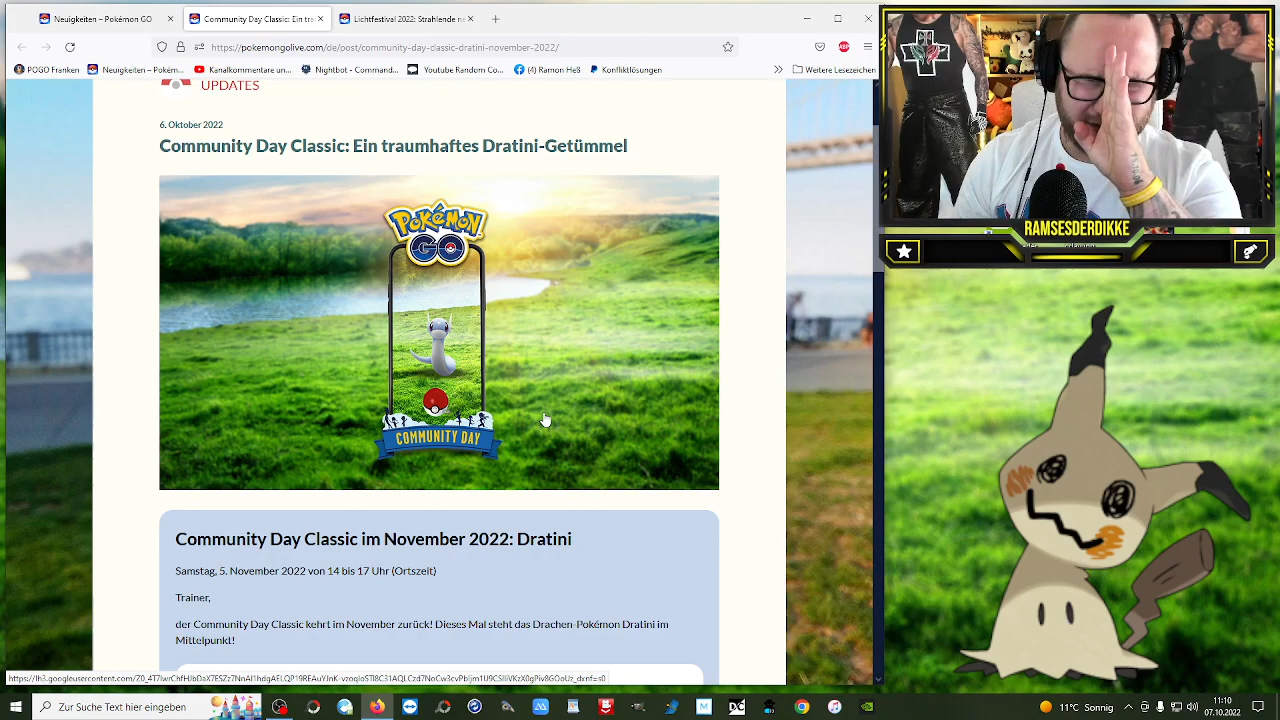 Neuigkeiten – Pokémon GO
Community Day Classic: Ein tra
Lichtfestival 2022: Strahlende na
https://pokemongolive.com/post/community-day-classic-dratini-november-2022/
POGO Franken
Neuigkeiten – Pokém...
Kanalkommentare un...
Nightbot - Command...
Youtube Random Co...
(4) Ramon Heß
Konfliktlösungen
Weitere Lesezeichen
UPDATES
6. Oktober 2022
Community Day Classic: Ein traumhaftes Dratini-Getümmel
POKÉMON
GO
COMMUNITY DAY
Community Day Classic im November 2022: Dratini
Samstag, 5. November 2022 von 14 bis 17 Uhr (Ortszeit)
Trainer,
der Community Day Classic kehrt im November zurück! Dieses Mal steht das Drachen-Pokémon Dratini im
Mittelpunkt!
RAMSESDERDIKKE
Zur Suche Text hier eingeben
11°C Sonnig
11:10
07.10.2022